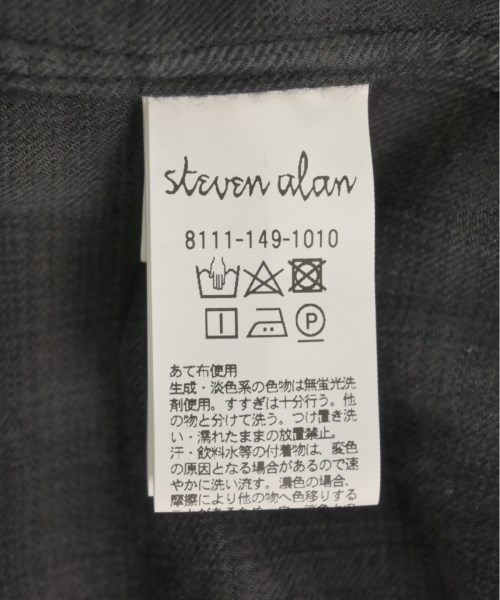 steven alan
8111-149-1010
P
あて布使用
生成・淡色系の色物は無蛍光洗
剤使用。すすぎは十分行う。他
の物と分けて洗う。つけ置き洗
い・濡れたままの放置禁止。
汗・飲料水等の付着物は、変色
の原因となる場合があるので速
やかに洗い流す。濃色の場合、
摩擦により他の物へ色移りする